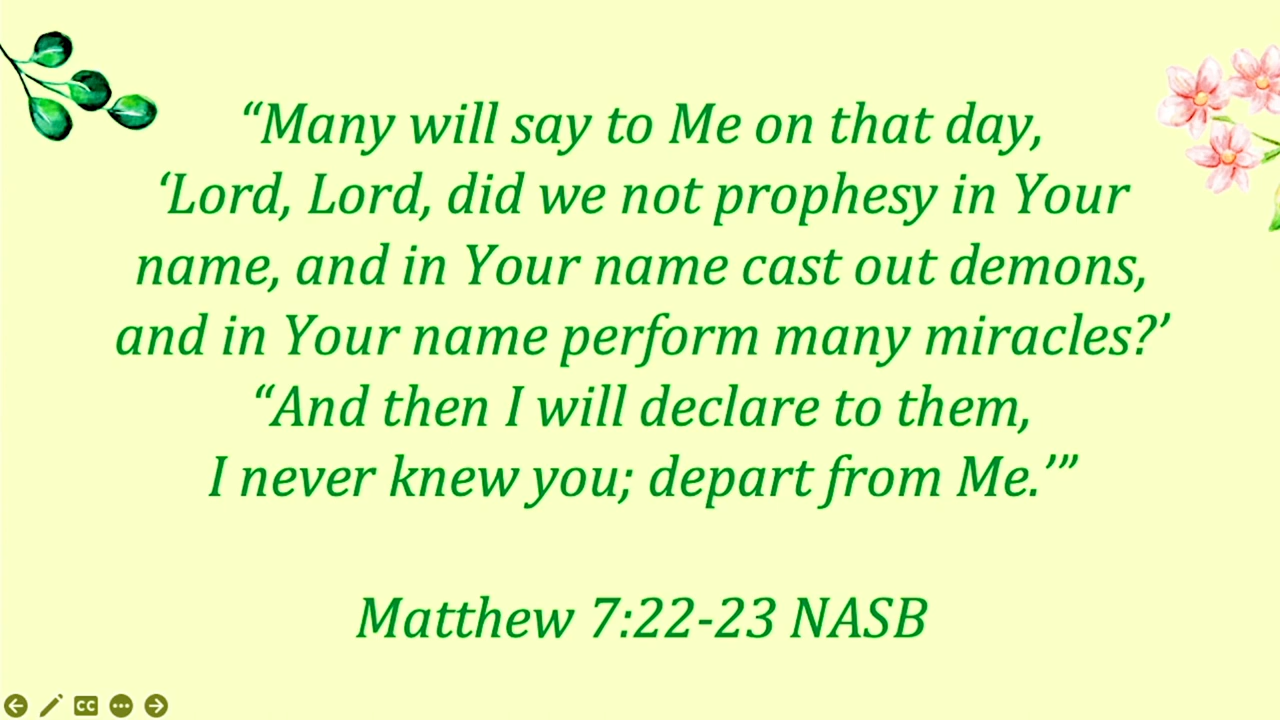 “Many will say to Me on that day,
‘Lord, Lord, did we not prophesy in Your
name, and in Your name cast out demons,
and in Your name perform many miracles?’
“And then I will declare to them,
I never knew you; depart from Me.’”
Matthew 7:22-23 NASB
CC